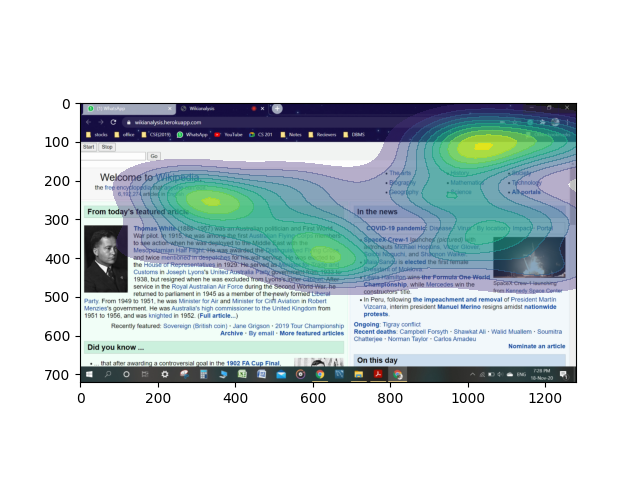 0
100
200
300
400
500
600
700
0
200
400
600
800
1000
1200
WhatsApp
Wikianalysis
wikianalysis.herokuapp.com
stocks
office
CSE(2019)
WhatsApp
YouTube
CS 201
Notes
Reciewers
DBMS
Start
Stop
Go
Welcome to Wikipedia,
the free encyclopedia
From today's featured article
Thomas White (1888–1957) was an Australian politician and First World
War pilot. In 1915, he was among the first Australian Flying Corps
to see action when he was deployed to the Middle East with the
Mesopotamian Half Flight. He was awarded the Distinguished
and twice mentioned in despatches for his war service.
the House of Representatives in 1929. He served as Minister for
Customs in Joseph Lyons's United Australia Party government from
1938, but resigned when he was excluded from Lyons's inner cabinet. After
service in the Royal Australian Air Force during the Second World War, he
returned to parliament in 1945 as a member of the newly formed Liberal
Party. From 1949 to 1951, he was Minister for Air and Minister for Civil Aviation in Robert
Menzies's government. He was Australia's high commissioner to the United Kingdom from
1951 to 1956, and was knighted in 1952. (Full article...)
Recently featured: Sovereign (British coin) · Jane Grigson · 2019 Tour Championship
Archive · By email · More featured articles
Did you know ...
that after awarding a controversial goal in the 1902 FA Cup Final,
• The arts
• Biography
• Geography
• History
• Mathematics
• Science
• Society
• Technology
• All portals
In the news
COVID-19 pandemic: Disease · Virus · By location · Impact · Portal
• SpaceX Crew-1 launches (pictured) with
astronauts Michael Hopkins, Victor Glover,
Soichi Noguchi, and Shannon Walker.
• Maia Sandu is elected the first female
President of Moldova.
• Lewis Hamilton wins the Formula One World
Championship, while Mercedes win the
constructors' title.
• In Peru, following the impeachment and removal of President Martín
Vizcarra, interim president Manuel Merino resigns amidst nationwide
protests.
SpaceX Crew-1 launching
from Kennedy Space Center
Ongoing: Tigray conflict
Recent deaths: Campbell Forsyth · Shawkat Ali · Walid Muallem · Soumitra
Chatterjee · Norman Taylor · Carlos Amadeu
Nominate an article
On this day
ENG
7:28 PM
16-Nov-20